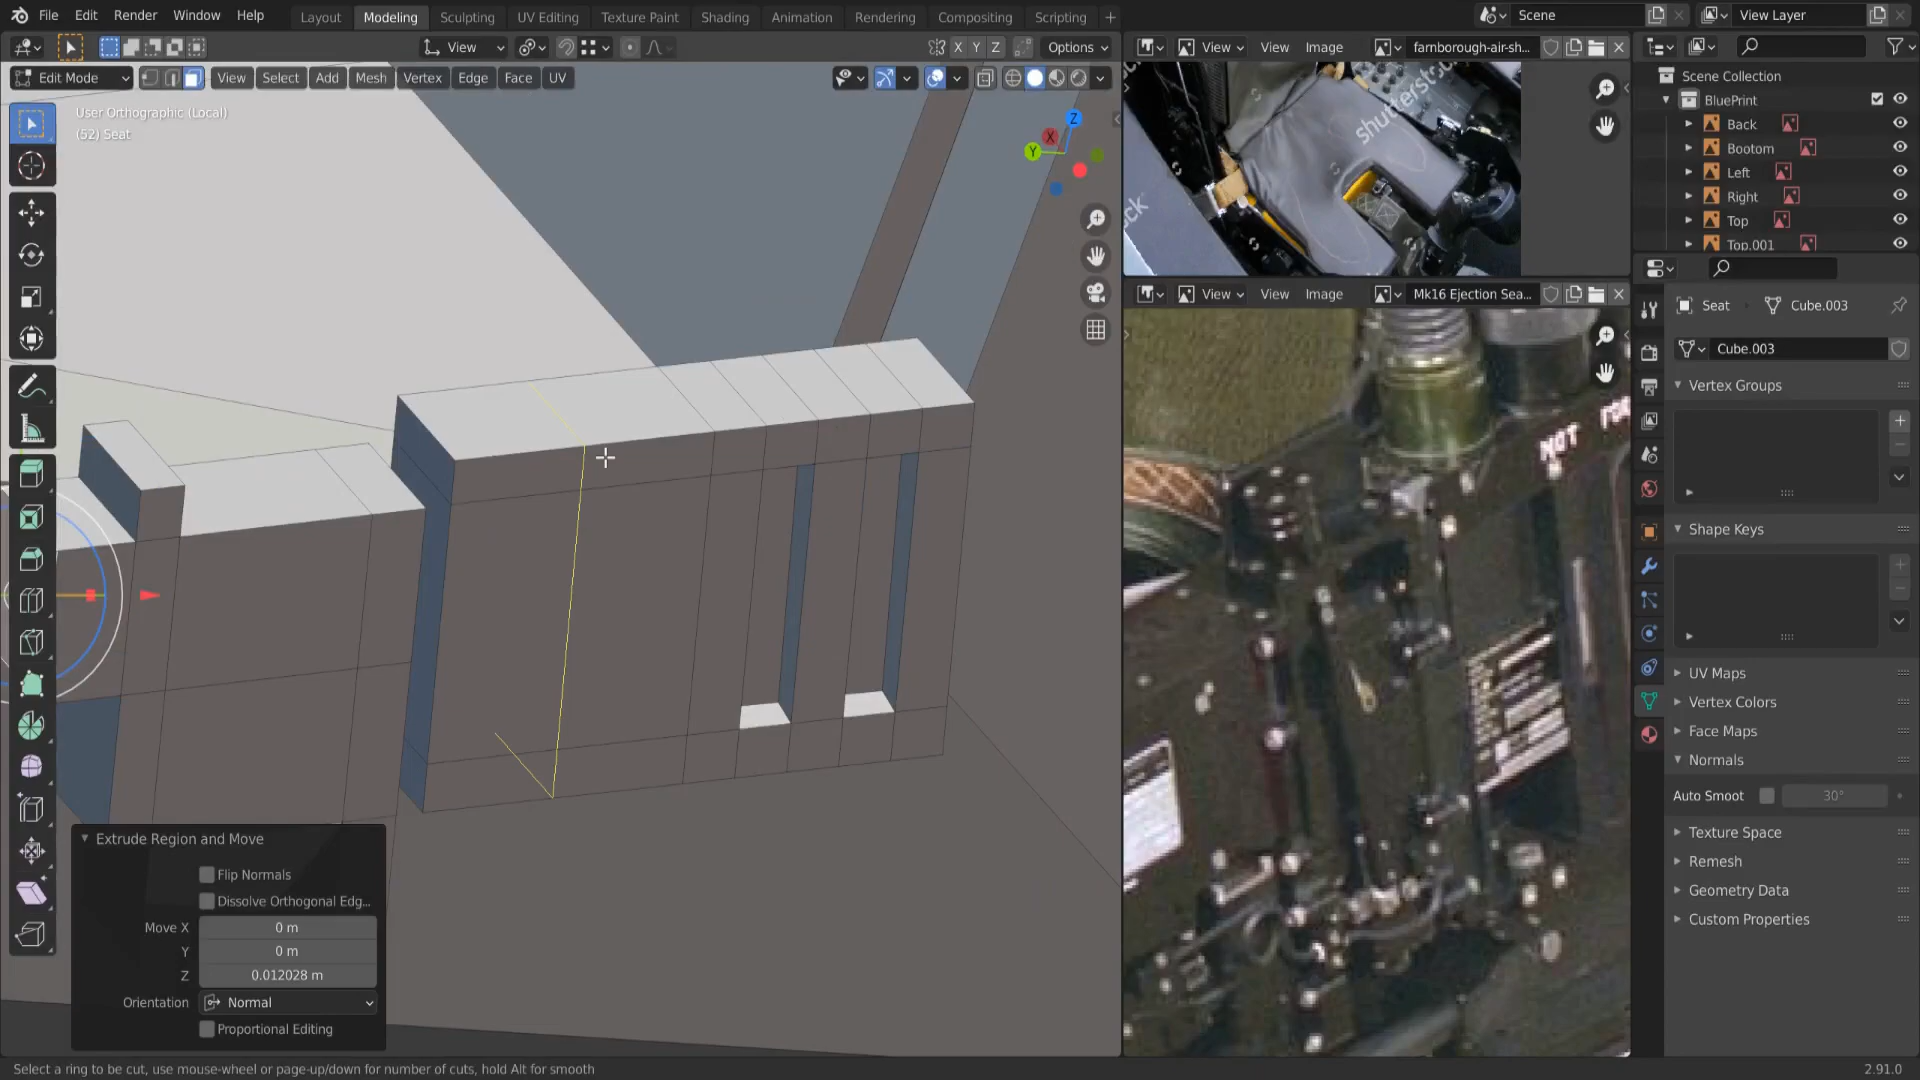 File Edit Render Window Help Layout Modeling Sculpting UV Editing Texture Paint Shading Animation Rendering Compositing Scripting + Scene View Layer
View X Y Z Options View View Image farnborough-air-sh...
Edit Mode View Select Add Mesh Vertex Edge Face UV
User Orthographic (Local)
(52) Seat
Z
X
Y
shutterst
ck
Scene Collection
BluePrint
Back
Bootom
Left
Right
Top
Top.001
View View Image Mk16 Ejection Sea...
NOT
Seat Cube.003
Cube.003
Vertex Groups
Shape Keys
UV Maps
Vertex Colors
Face Maps
Normals
Auto Smoot 30°
Texture Space
Remesh
Geometry Data
Custom Properties
Extrude Region and Move
Flip Normals
Dissolve Orthogonal Edg...
Move X 0 m
Y 0 m
Z 0.012028 m
Orientation Normal
Proportional Editing
Select a ring to be cut, use mouse-wheel or page-up/down for number of cuts, hold Alt for smooth
2.91.0